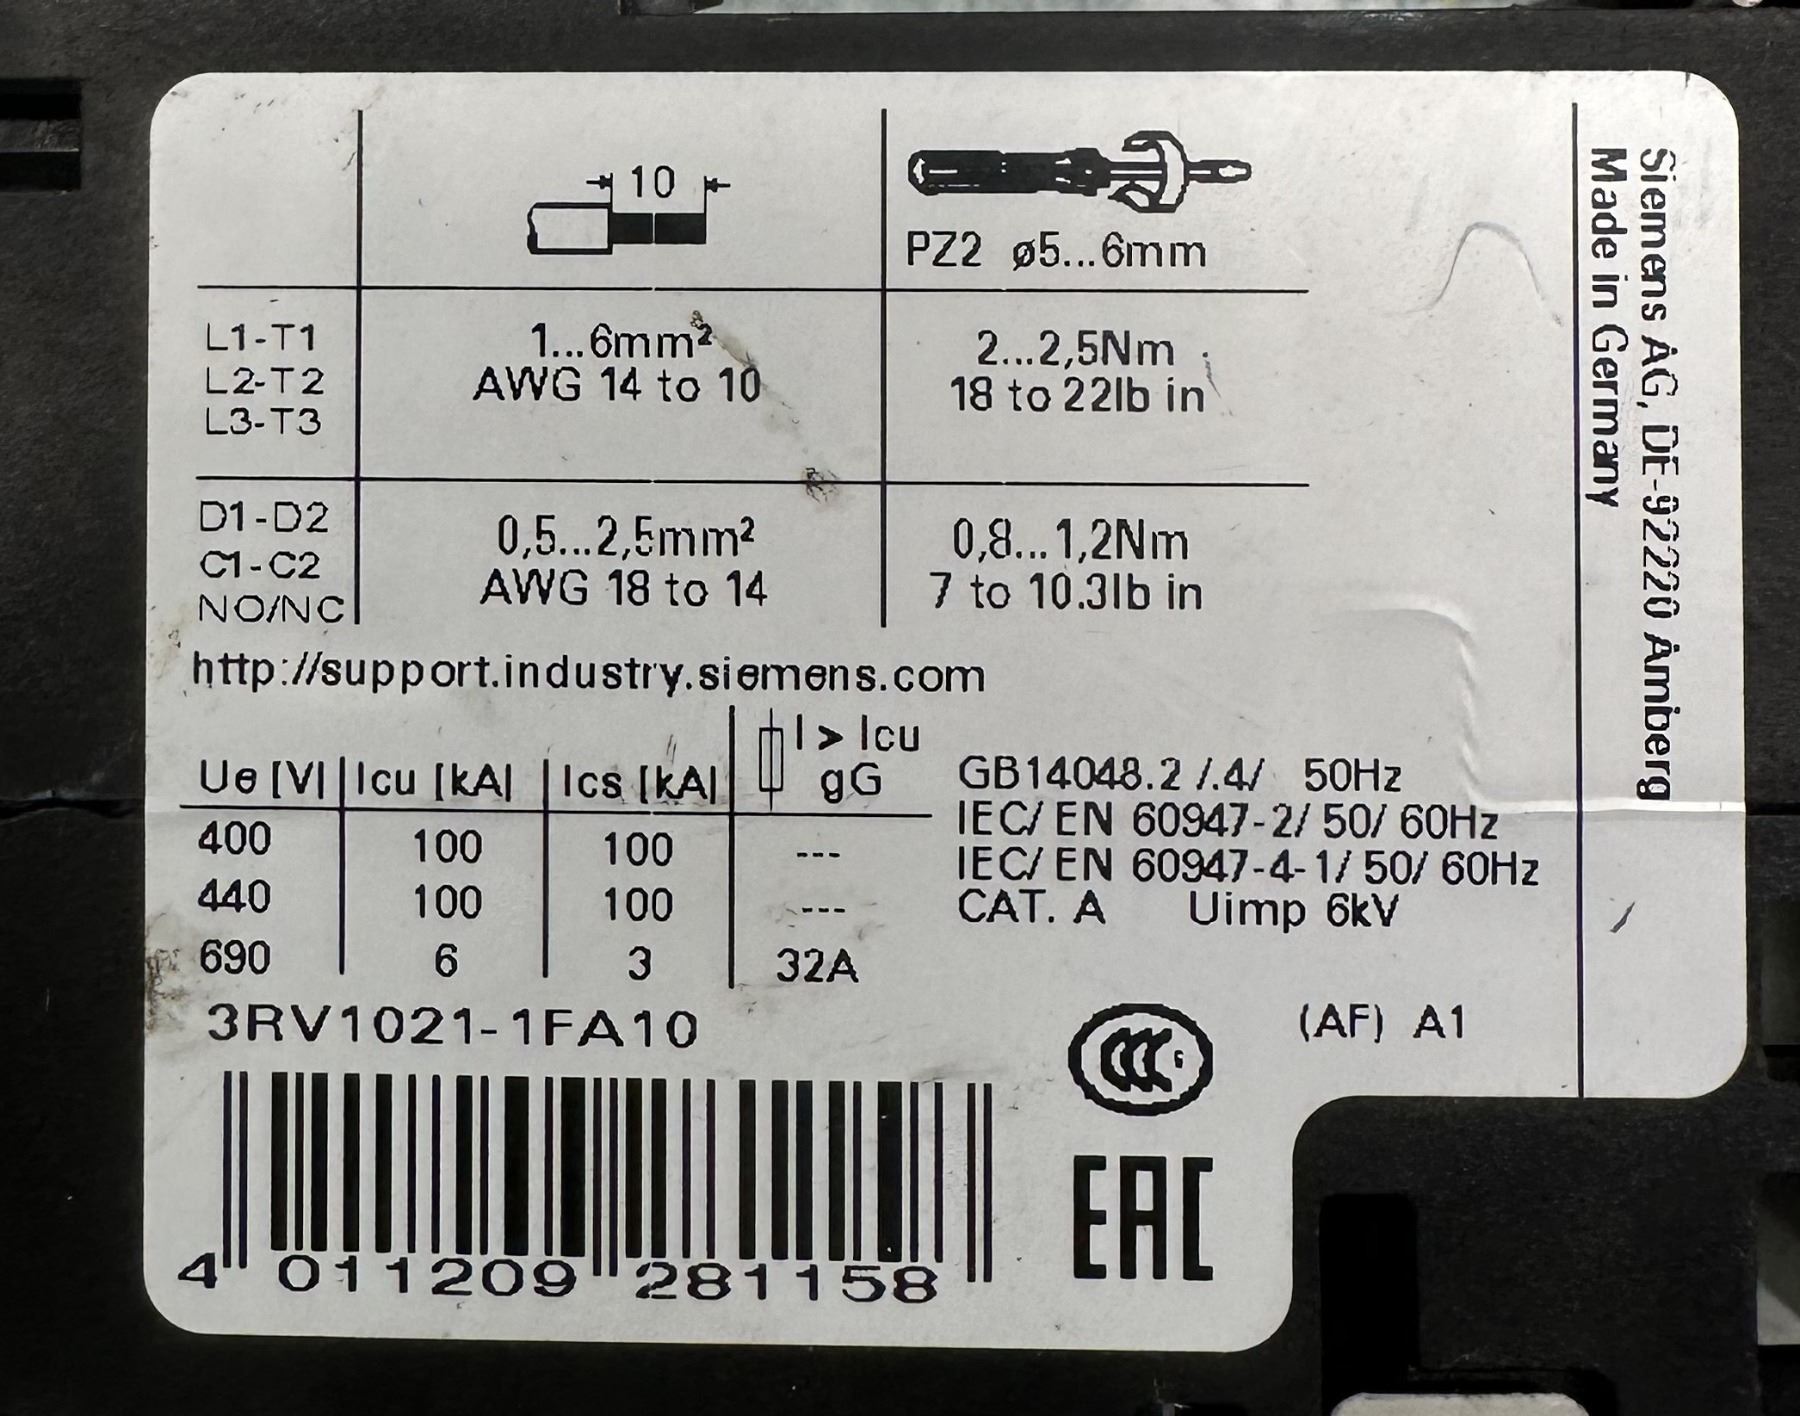 10
PZ2 ø5...6mm
L1-T1
L2-T2
L3-T3
1...6mm²
AWG 14 to 10
2...2,5Nm
18 to 22lb in
D1-D2
C1-C2
NO/NC
0,5...2,5mm²
AWG 18 to 14
0,8...1,2Nm
7 to 10.3lb in
http://support.industry.siemens.com
Ue [V] Icu [kA] Ics [kA] I > Icu gG
400 100 100 ---
440 100 100 ---
690 6 3 32A
GB14048.2 /.4/ 50Hz
IEC/ EN 60947-2/ 50/ 60Hz
IEC/ EN 60947-4-1/ 50/ 60Hz
CAT. A Uimp 6kV
3RV1021-1FA10
(AF) A1
CCC
EAC
4 011209 281158
Siemens AG, DE-92220 Amberg
Made in Germany